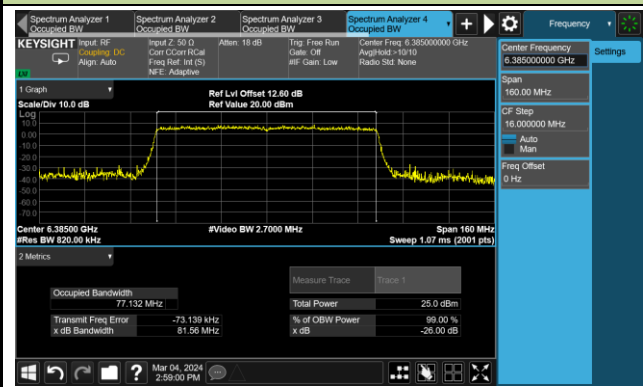 Spectrum Analyzer 1
Occupied BW
Spectrum Analyzer 2
Occupied BW
Spectrum Analyzer 3
Occupied BW
Spectrum Analyzer 4
Occupied BW
Frequency
KEYSIGHT
Input: RF
Coupling: DC
Align: Auto
Input Z: 50 Ω
Corr CCorr RCal
Freq Ref: Int (S)
NFE: Adaptive
Atten: 18 dB
Trig: Free Run
Gate: Off
#IF Gain: Low
Center Freq: 6.385000000 GHz
Avg|Hold:>10/10
Radio Std: None
LXI
Center Frequency
6.385000000 GHz
Settings
Span
160.00 MHz
CF Step
16.000000 MHz
Auto
Man
Freq Offset
0 Hz
1 Graph
Scale/Div 10.0 dB
Ref Lvl Offset 12.60 dB
Ref Value 20.00 dBm
Log
10.0
0.00
-10.0
-20.0
-30.0
-40.0
-50.0
-60.0
-70.0
Center 6.38500 GHz
#Res BW 820.00 kHz
#Video BW 2.7000 MHz
Span 160 MHz
Sweep 1.07 ms (2001 pts)
2 Metrics
Measure Trace
Trace 1
Occupied Bandwidth
77.132 MHz
Total Power
25.0 dBm
Transmit Freq Error
-73.139 kHz
% of OBW Power
99.00 %
x dB Bandwidth
81.56 MHz
x dB
-26.00 dB
?
Mar 04, 2024
2:59:00 PM